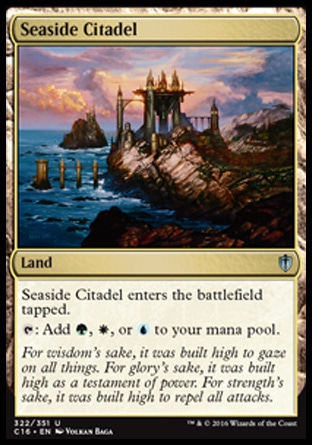 Seaside Citadel
Land
Seaside Citadel enters the battlefield
tapped.
: Add , , or to your mana pool.
For wisdom's sake, it was built high to gaze
on all things. For glory's sake, it was built
high as a testament of power. For strength's
sake, it was built high to repel all attacks.
322/351 U
C16 • EN Volkan Baga
™ & © 2016 Wizards of the Coast